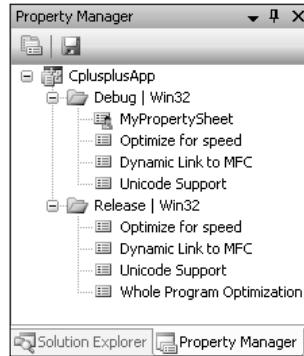 Property Manager
CplusplusApp
Debug | Win32
MyPropertySheet
Optimize for speed
Dynamic Link to MFC
Unicode Support
Release | Win32
Optimize for speed
Dynamic Link to MFC
Unicode Support
Whole Program Optimization
Solution Explorer Property Manager